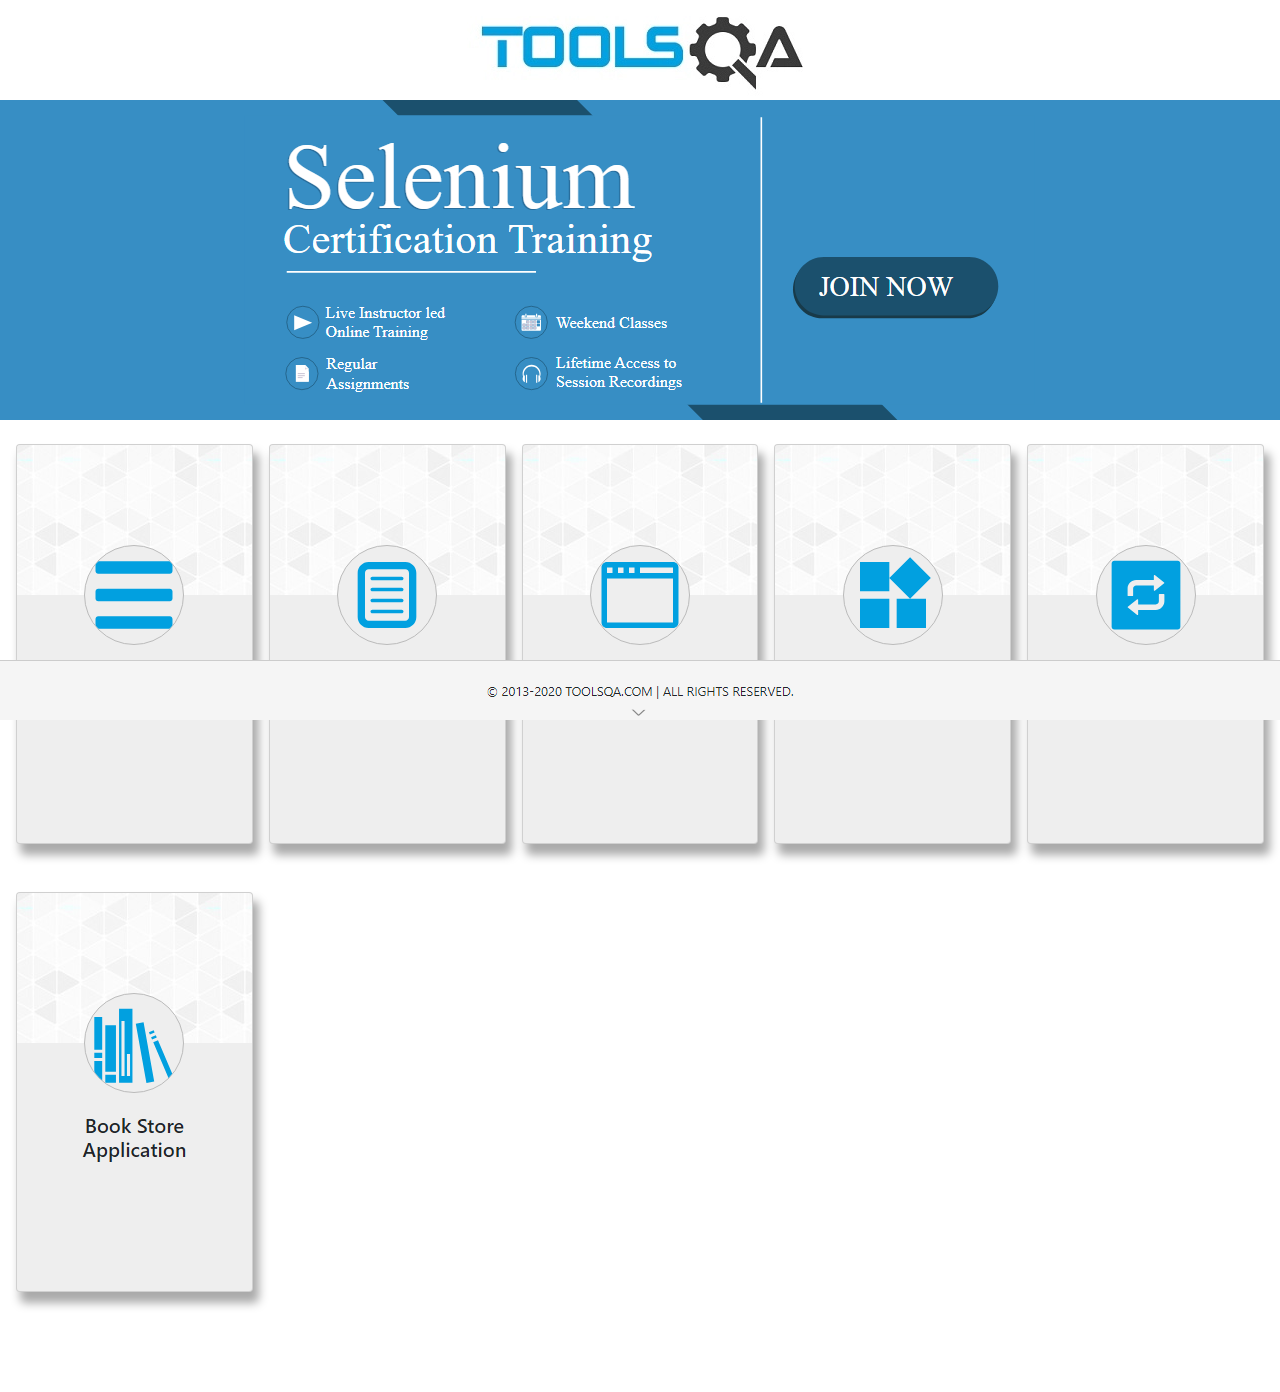 TOOLSQA
Selenium
Certification Training
JOIN NOW
Live Instructor led
Online Training
Weekend Classes
Regular
Assignments
Lifetime Access to
Session Recordings
© 2013-2020 TOOLSQA.COM | ALL RIGHTS RESERVED.
Book Store
Application